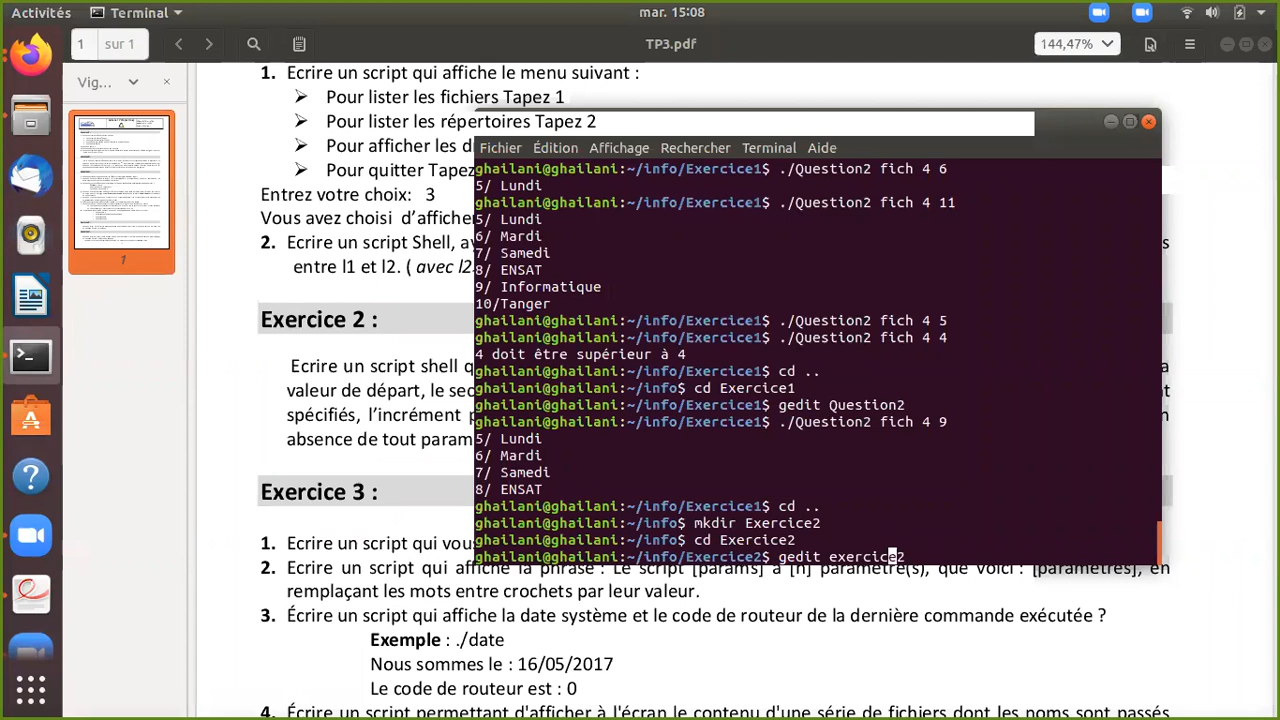 Activités
Terminal
mar. 15:08
1
sur 1
TP3.pdf
144,47%
Vig...
1
1. Ecrire un script qui affiche le menu suivant :
Pour lister les fichiers Tapez 1
Pour lister les répertoires Tapez 2
Pour afficher les d
Pour quitter Tapez
Entrez votre choix: 3
Vous avez choisi d’affiche
2. Ecrire un script Shell, ay
s
entre l1 et l2. ( avec l2
Exercice 2 :
Ecrire un script shell q
a
valeur de départ, le sec
t
spécifiés, l’incrément p
absence de tout param
Exercice 3 :
1. Ecrire un script qui vous
2. Ecrire un script qui affiche la phrase : Le script [params] a [n] paramètre(s), que voici : [paramètres], en
remplaçant les mots entre crochets par leur valeur.
3. Écrire un script qui affiche la date système et le code de routeur de la dernière commande exécutée ?
Exemple : ./date
Nous sommes le : 16/05/2017
Le code de routeur est : 0
4. Écrire un script permettant d'afficher à l'écran le contenu d'une série de fichiers dont les noms sont passés
Fichier Édition Affichage Rechercher Terminal Aide
ghailani@ghailani:~/info/Exercice1$ ./Question2 fich 4 6
5/ Lundi
ghailani@ghailani:~/info/Exercice1$ ./Question2 fich 4 11
5/ Lundi
6/ Mardi
7/ Samedi
8/ ENSAT
9/ Informatique
10/Tanger
ghailani@ghailani:~/info/Exercice1$ ./Question2 fich 4 5
ghailani@ghailani:~/info/Exercice1$ ./Question2 fich 4 4
4 doit être supérieur à 4
ghailani@ghailani:~/info/Exercice1$ cd ..
ghailani@ghailani:~/info$ cd Exercice1
ghailani@ghailani:~/info/Exercice1$ gedit Question2
ghailani@ghailani:~/info/Exercice1$ ./Question2 fich 4 9
5/ Lundi
6/ Mardi
7/ Samedi
8/ ENSAT
ghailani@ghailani:~/info/Exercice1$ cd ..
ghailani@ghailani:~/info$ mkdir Exercice2
ghailani@ghailani:~/info$ cd Exercice2
ghailani@ghailani:~/info/Exercice2$ gedit exercice2